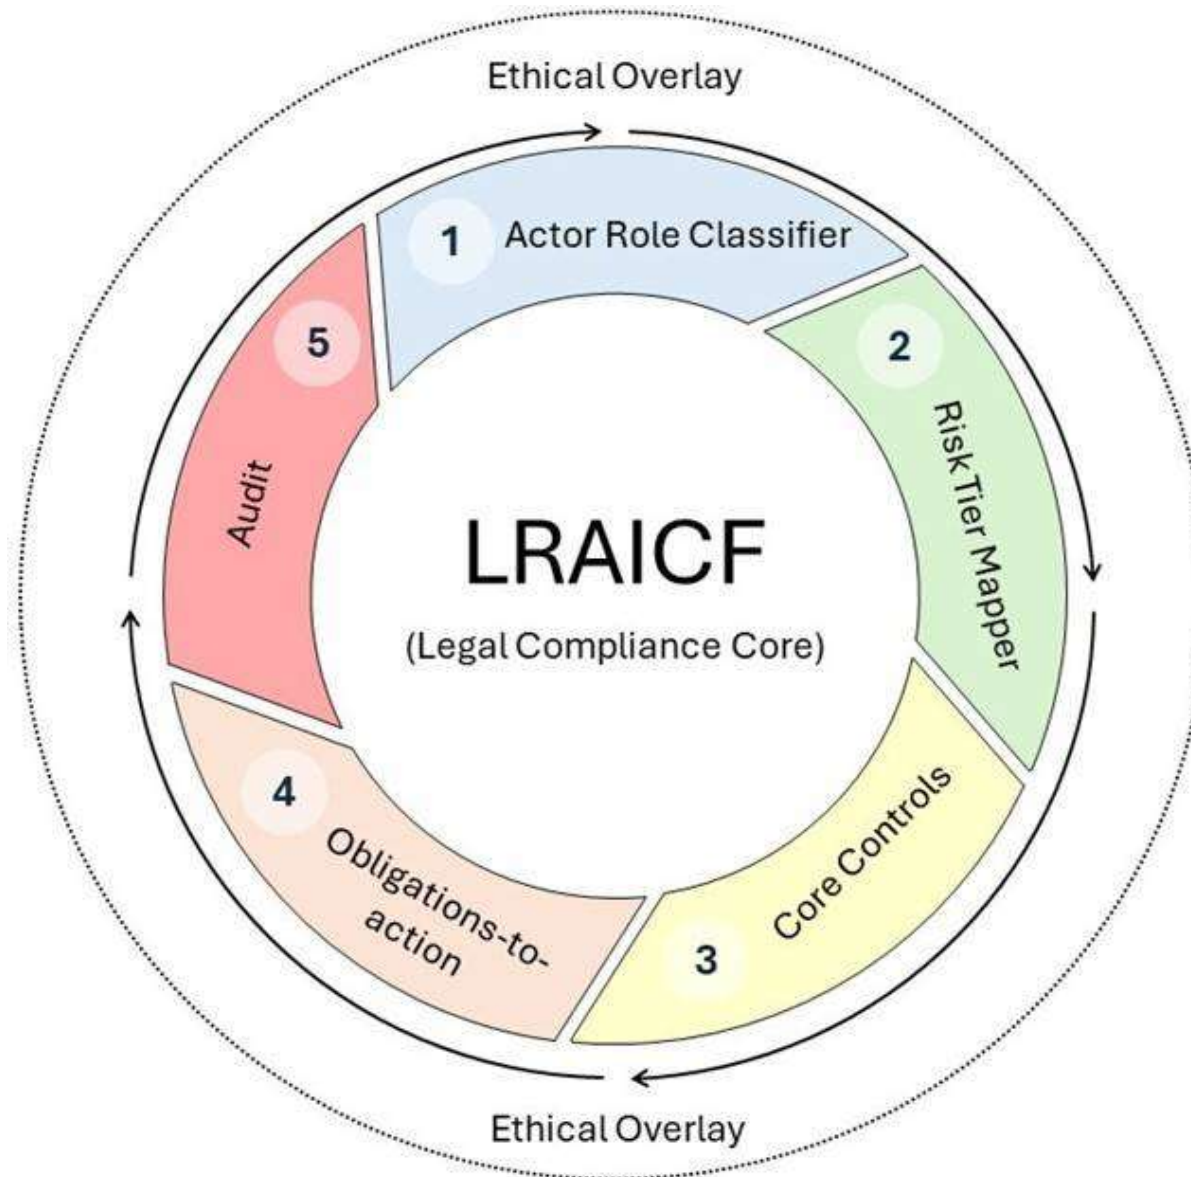 Ethical Overlay
1
Actor Role Classifier
2
Risk Tier Mapper
3
Core Controls
4
Obligations-to-
action
5
Audit
LRAICF
(Legal Compliance Core)
Ethical Overlay